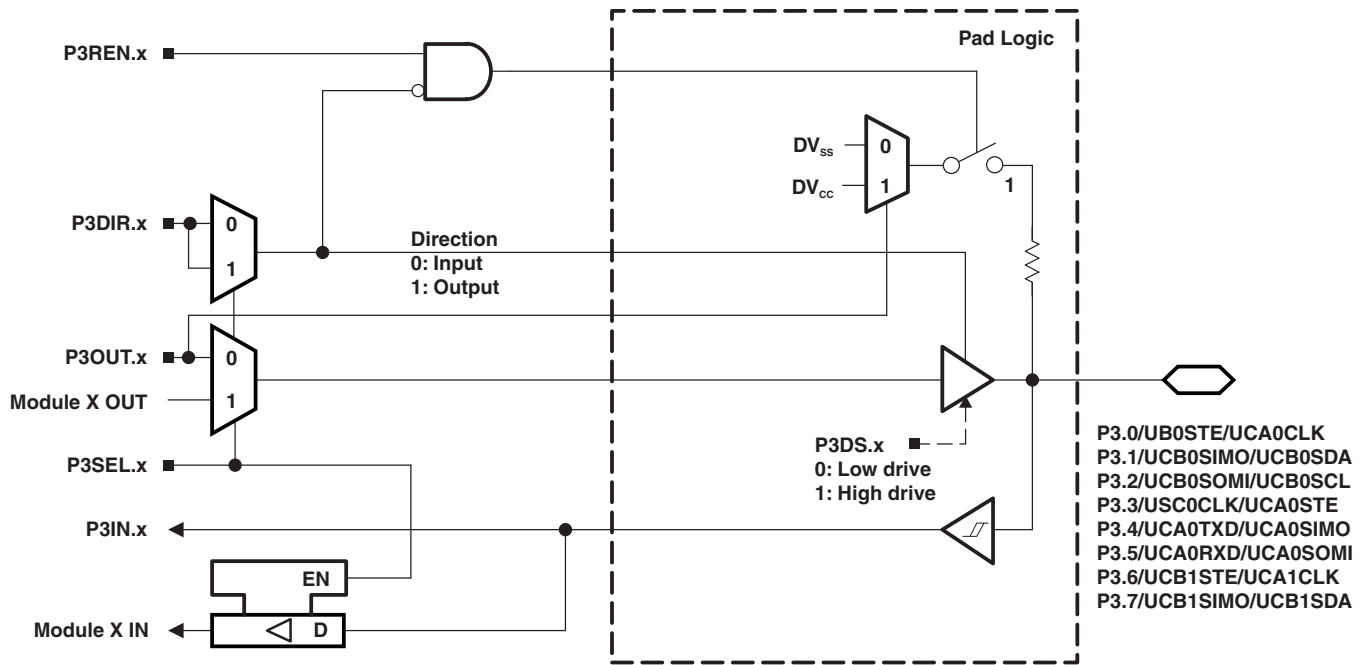 Pad Logic
P3REN.x
DVss
0
DVcc
1
1
P3DIR.x
0
1
Direction
0: Input
1: Output
P3OUT.x
0
Module X OUT
1
P3DS.x
0: Low drive
1: High drive
P3SEL.x
P3IN.x
EN
Module X IN
D
P3.0/UB0STE/UCA0CLK
P3.1/UCB0SIMO/UCB0SDA
P3.2/UCB0SOMI/UCB0SCL
P3.3/USC0CLK/UCA0STE
P3.4/UCA0TXD/UCA0SIMO
P3.5/UCA0RXD/UCA0SOMI
P3.6/UCB1STE/UCA1CLK
P3.7/UCB1SIMO/UCB1SDA